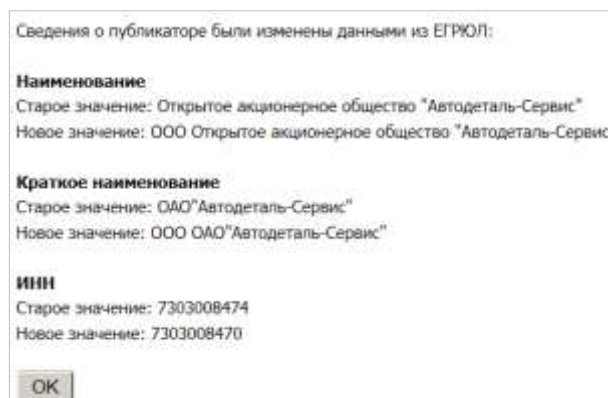 Сведения о публикаторе были изменены данными из ЕГРЮЛ:
Наименование
Старое значение: Открытое акционерное общество "Автодеталь-Сервис"
Новое значение: ООО Открытое акционерное общество "Автодеталь-Сервис
Краткое наименование
Старое значение: ОАО"Автодеталь-Сервис"
Новое значение: ООО ОАО"Автодеталь-Сервис"
ИНН
Старое значение: 7303008474
Новое значение: 7303008470
OK